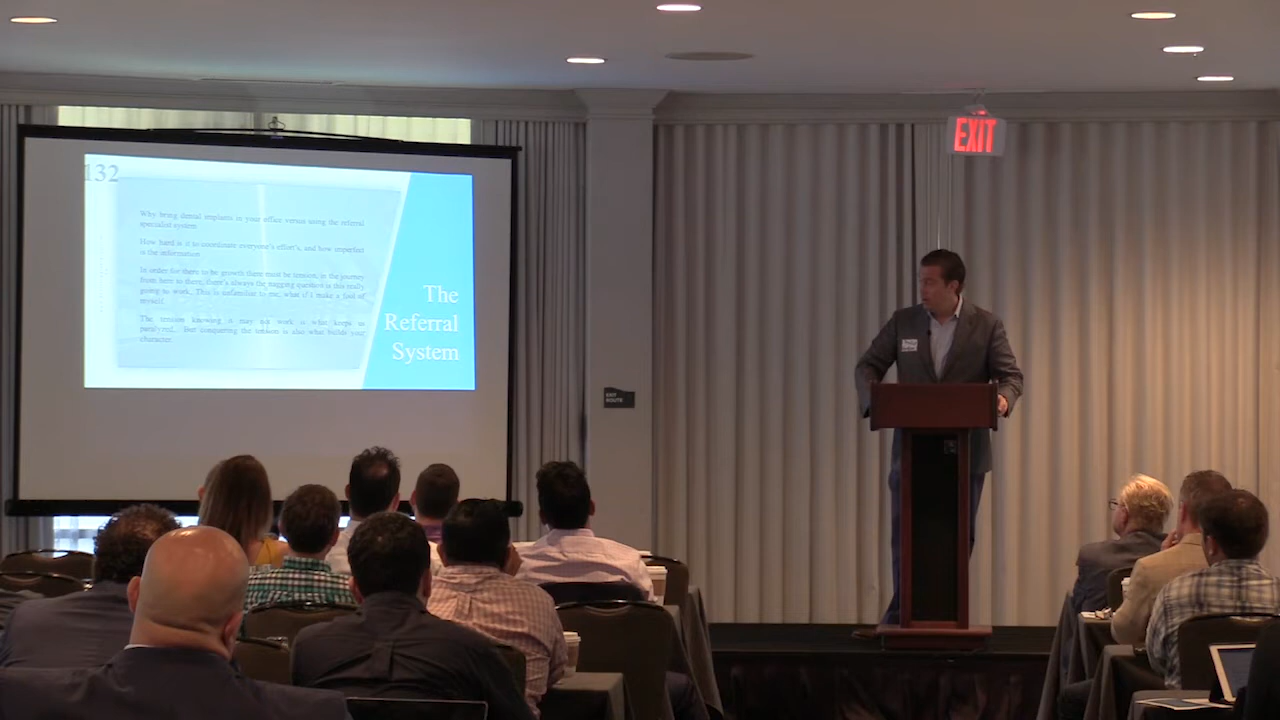 132
Why bring dental implants in your office versus using the referral
specialist system
How hard is it to coordinate everyone's effort's, and how imperfect
is the information
In order for there to be growth there must be tension, in the journey
from here to there, there's always the nagging question is this really
going to work. This is unfamiliar to me, what if i make a fool of
myself
The tension knowing it may not work is what keeps us
paralyzed... But conquering the tension is also what builds your
character.
The
Referral
System
EXIT
EXIT
ROUTE